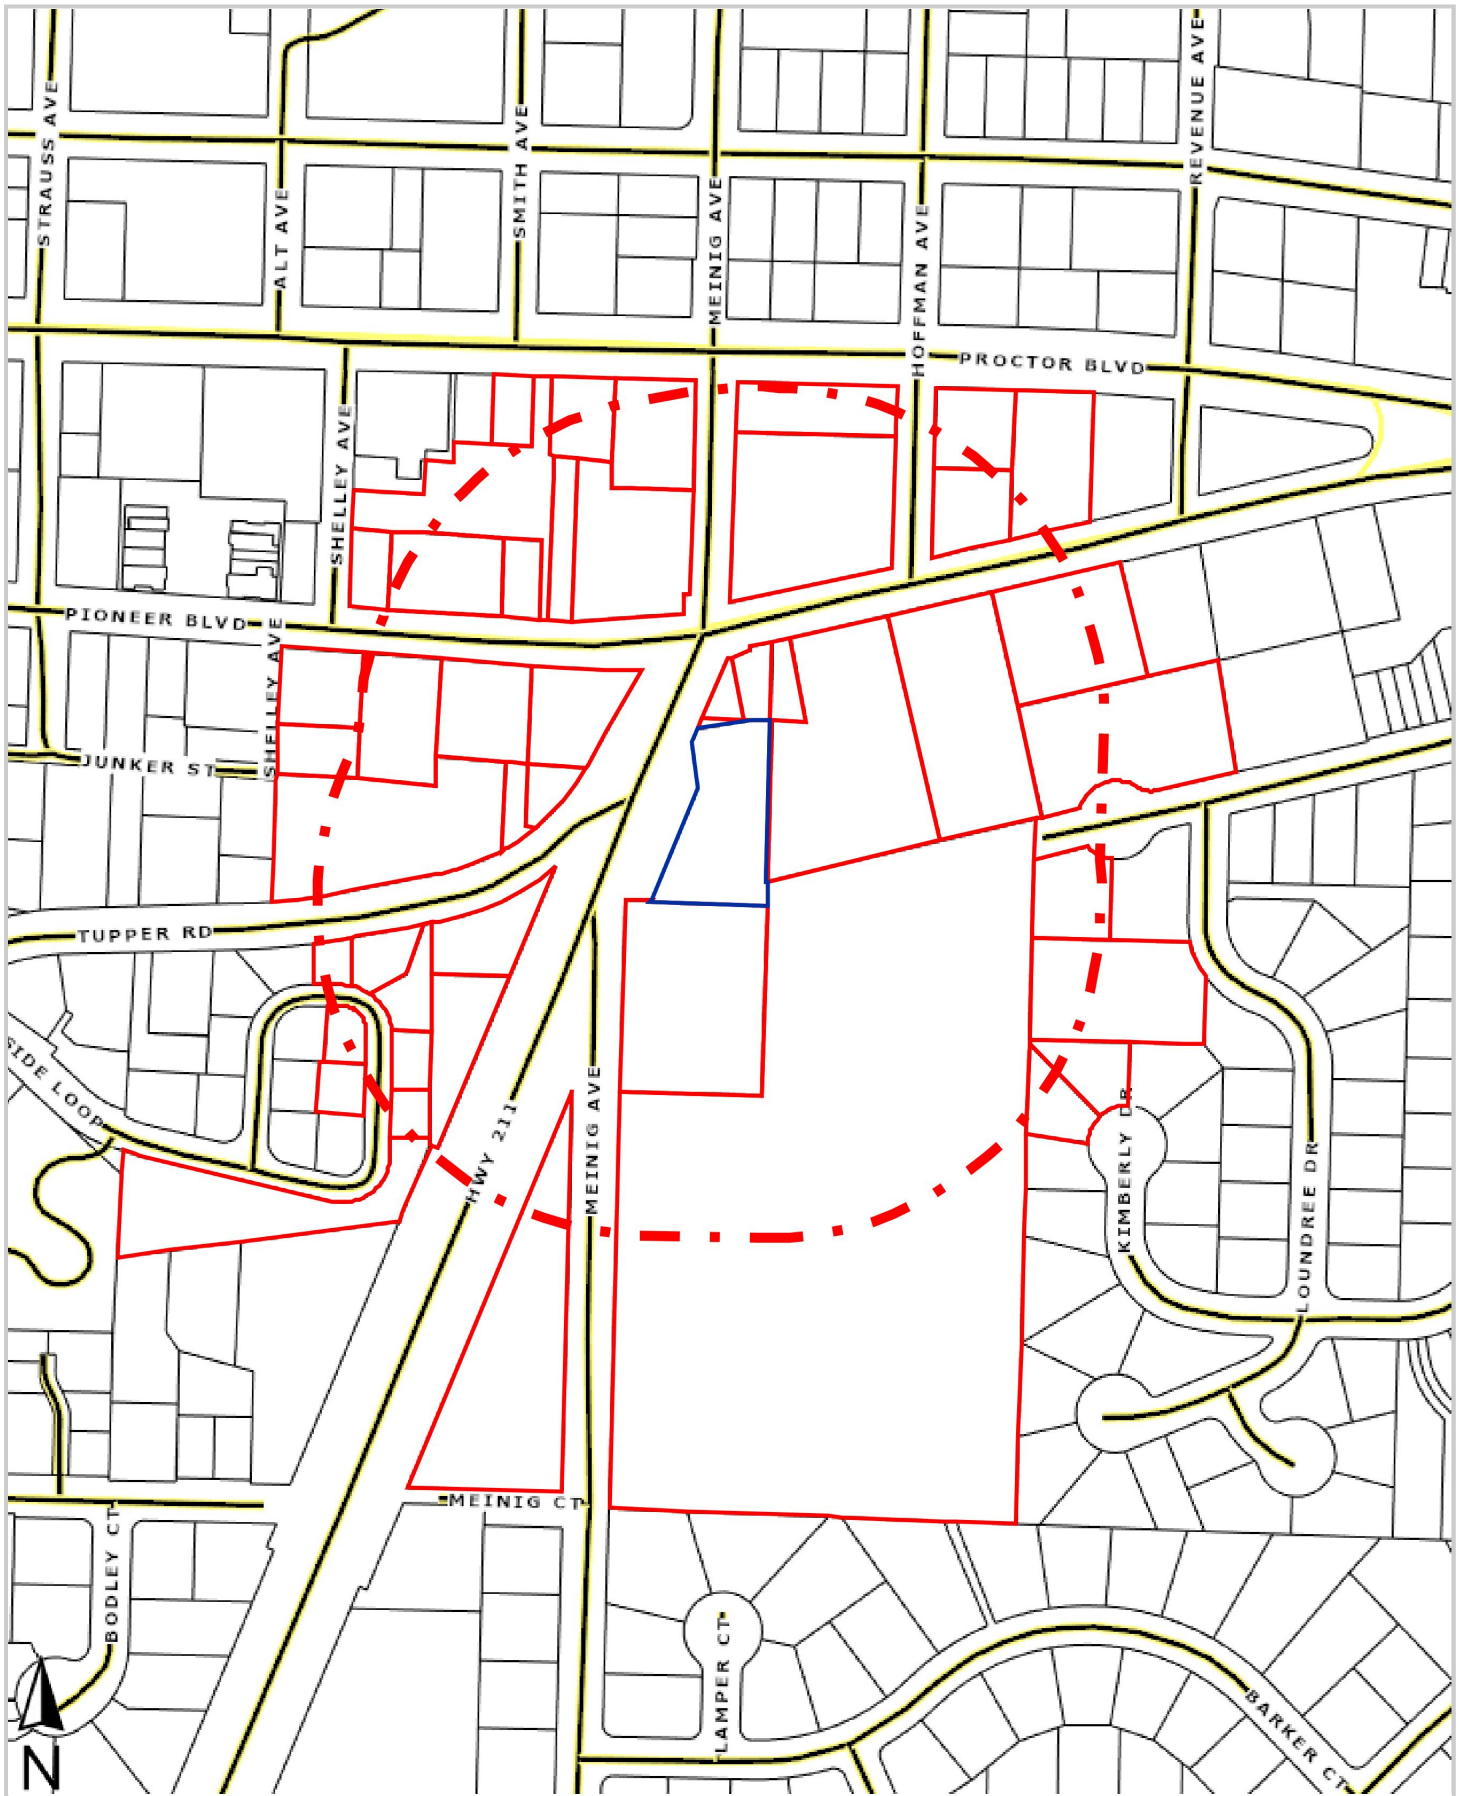 STRAUSS AVE
ALT AVE
SMITH AVE
MEINIG AVE
HOFFMAN AVE
REVENUE AVE
PROCTOR BLVD
SHELLEY AVE
PIONEER BLVD
SHELLEY AVE
JUNKER ST
TUPPER RD
SIDE LOOP
HWY 211
MEINIG AVE
KIMBERLY DR
LOUNDREE DR
MEINIG CT
BODLEY CT
LAMPER CT
BARKER CT
N